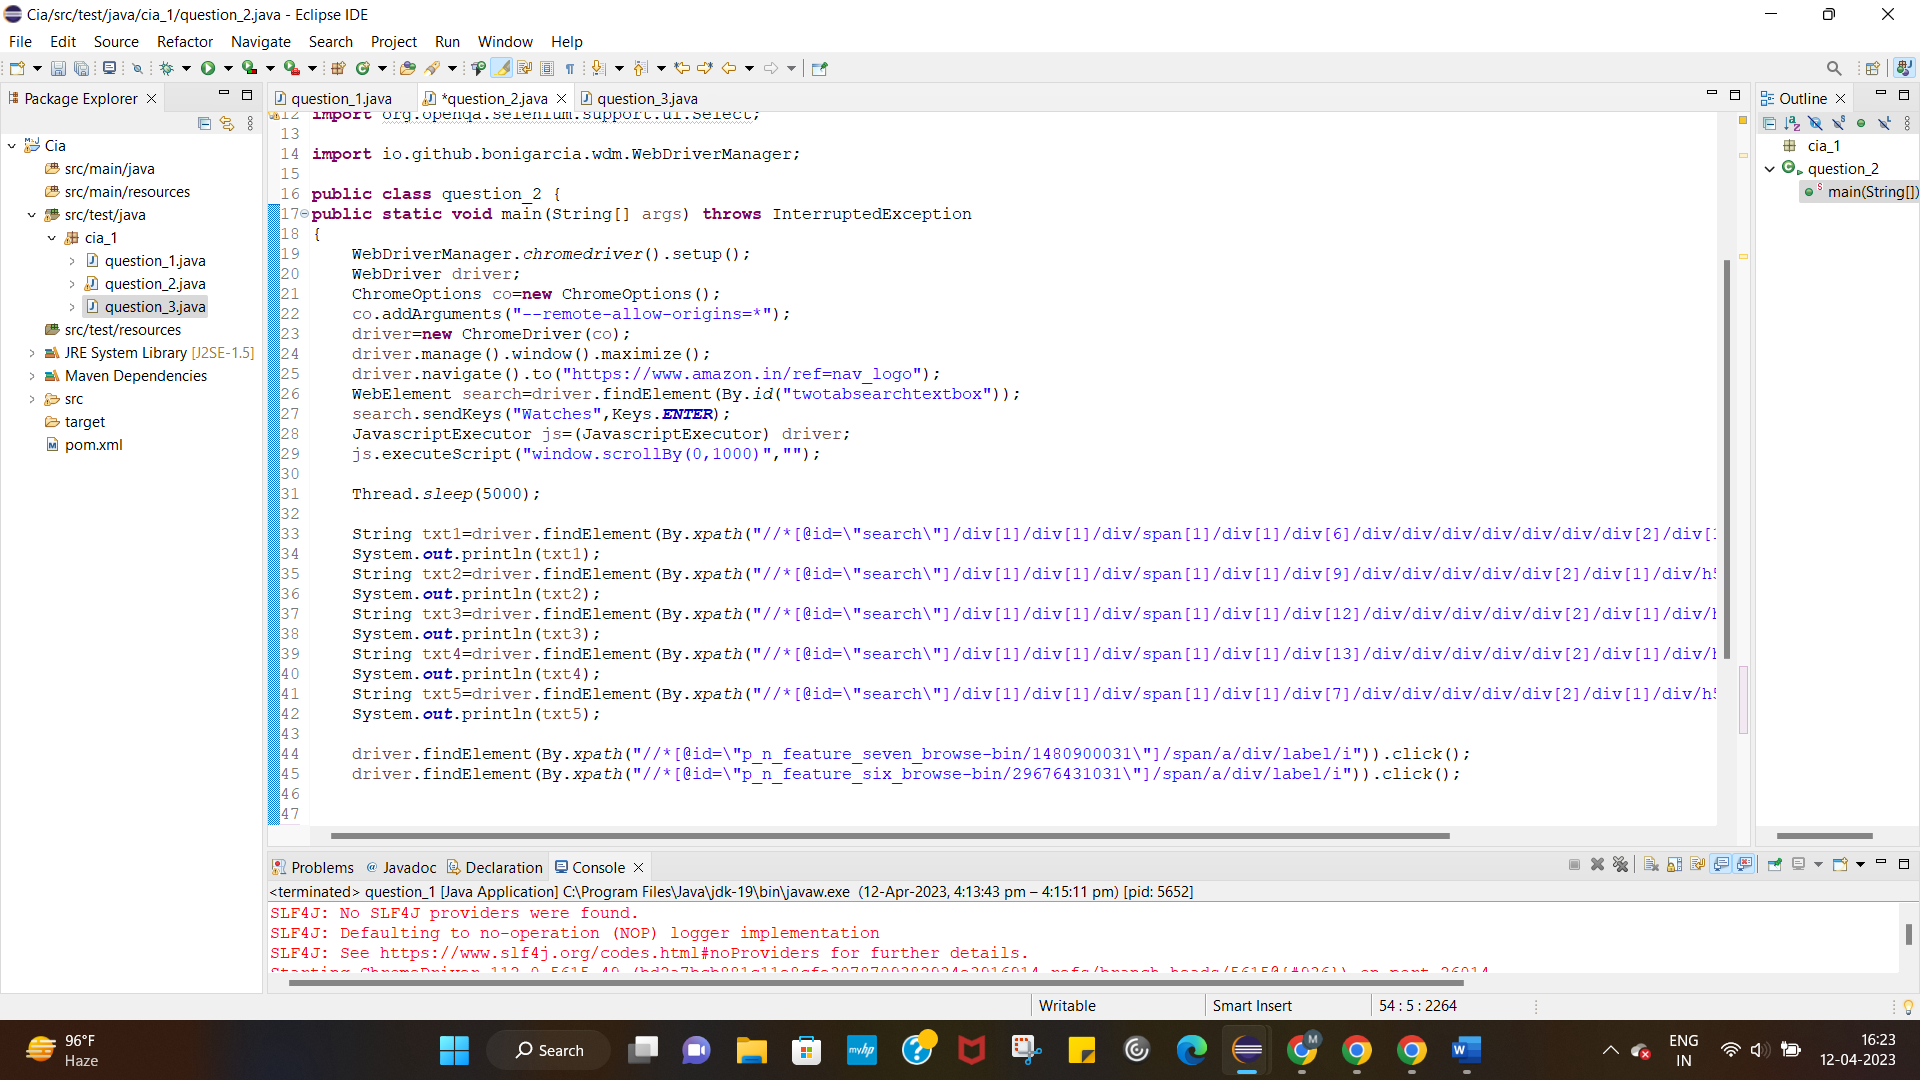 Cia/src/test/java/cia_1/question_2.java - Eclipse IDE
File Edit Source Refactor Navigate Search Project Run Window Help
Package Explorer
Cia
src/main/java
src/main/resources
src/test/java
cia_1
question_1.java
question_2.java
question_3.java
src/test/resources
JRE System Library [J2SE-1.5]
Maven Dependencies
src
target
pom.xml
question_1.java *question_2.java question_3.java
12 import org.openqa.selenium.support.ui.Select;
13
14 import io.github.bonigarcia.wdm.WebDriverManager;
15
16 public class question_2 {
17 public static void main(String[] args) throws InterruptedException
18 {
19 WebDriverManager.chromedriver().setup();
20 WebDriver driver;
21 ChromeOptions co=new ChromeOptions();
22 co.addArguments("--remote-allow-origins=*");
23 driver=new ChromeDriver(co);
24 driver.manage().window().maximize();
25 driver.navigate().to("https://www.amazon.in/ref=nav_logo");
26 WebElement search=driver.findElement(By.id("twotabsearchtextbox"));
27 search.sendKeys("Watches",Keys.ENTER);
28 JavascriptExecutor js=(JavascriptExecutor) driver;
29 js.executeScript("window.scrollBy(0,1000)","");
30
31 Thread.sleep(5000);
32
33 String txt1=driver.findElement(By.xpath("//*[@id=\"search\"]/div[1]/div[1]/div/span[1]/div[1]/div[6]/div/div/div/div/div/div/div[2]/div[1
34 System.out.println(txt1);
35 String txt2=driver.findElement(By.xpath("//*[@id=\"search\"]/div[1]/div[1]/div/span[1]/div[1]/div[9]/div/div/div/div/div[2]/div[1]/div/h5
36 System.out.println(txt2);
37 String txt3=driver.findElement(By.xpath("//*[@id=\"search\"]/div[1]/div[1]/div/span[1]/div[1]/div[12]/div/div/div/div/div[2]/div[1]/div/h
38 System.out.println(txt3);
39 String txt4=driver.findElement(By.xpath("//*[@id=\"search\"]/div[1]/div[1]/div/span[1]/div[1]/div[13]/div/div/div/div/div[2]/div[1]/div/h
40 System.out.println(txt4);
41 String txt5=driver.findElement(By.xpath("//*[@id=\"search\"]/div[1]/div[1]/div/span[1]/div[1]/div[7]/div/div/div/div/div[2]/div[1]/div/h5
42 System.out.println(txt5);
43
44 driver.findElement(By.xpath("//*[@id=\"p_n_feature_seven_browse-bin/1480900031\"]/span/a/div/label/i")).click();
45 driver.findElement(By.xpath("//*[@id=\"p_n_feature_six_browse-bin/29676431031\"]/span/a/div/label/i")).click();
46
47
Outline
cia_1
question_2
main(String[])
Problems Javadoc Declaration Console
<terminated> question_1 [Java Application] C:\Program Files\Java\jdk-19\bin\javaw.exe (12-Apr-2023, 4:13:43 pm – 4:15:11 pm) [pid: 5652]
SLF4J: No SLF4J providers were found.
SLF4J: Defaulting to no-operation (NOP) logger implementation
SLF4J: See https://www.slf4j.org/codes.html#noProviders for further details.
Starting ChromeDriver 112.0.5615.49
Writable Smart Insert 54 : 5 : 2264
96°F
Haze
Search
myhp
M
ENG
IN
16:23
12-04-2023